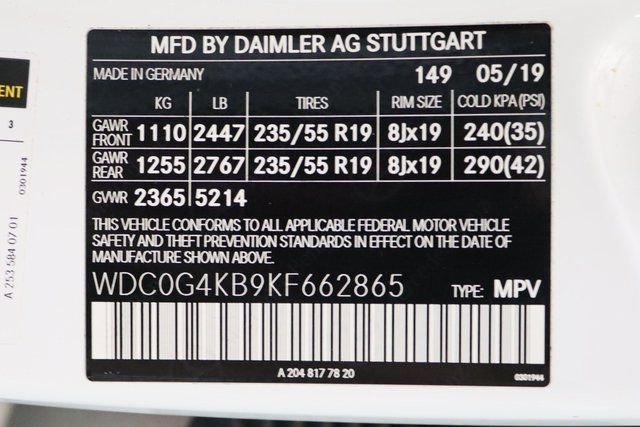 MFD BY DAIMLER AG STUTTGART
MADE IN GERMANY 149 05/19
KG LB TIRES RIM SIZE COLD KPA (PSI)
GAWR FRONT 1110 2447 235/55 R19 8Jx19 240(35)
GAWR REAR 1255 2767 235/55 R19 8Jx19 290(42)
GVWR 2365 5214
THIS VEHICLE CONFORMS TO ALL APPLICABLE FEDERAL MOTOR VEHICLE
SAFETY AND THEFT PREVENTION STANDARDS IN EFFECT ON THE DATE OF
MANUFACTURE SHOWN ABOVE.
WDC0G4KB9KF662865 TYPE: MPV
A 204 817 78 20 0301944
ENT
3
0301944
A 253 584 07 01